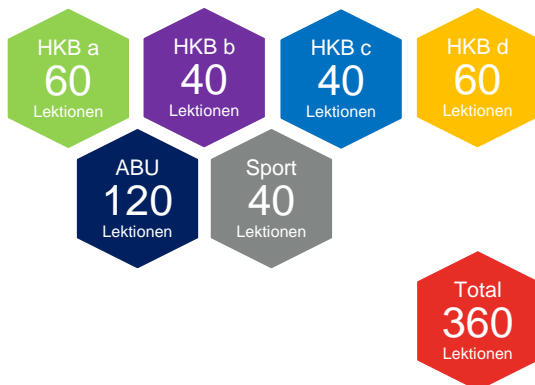 HKB a
60
Lektionen
HKB b
40
Lektionen
HKB c
40
Lektionen
HKB d
60
Lektionen
ABU
120
Lektionen
Sport
40
Lektionen
Total
360
Lektionen